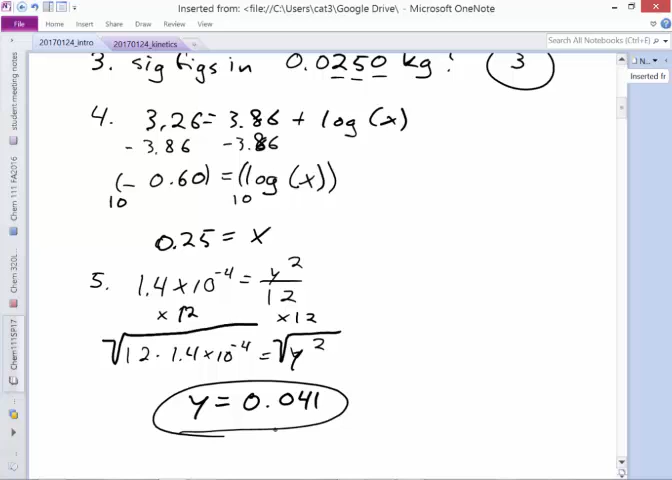 Inserted from: <file://C:\Users\cat3\Google Drive\ - Microsoft OneNote
File Home Insert Draw Share Review View
20170124_intro 20170124_kinetics
Search All Notebooks (Ctrl+E)
N...
Inserted fr
student meeting notes
Chem 111 FA2016
Chem 320L
Chem111SP17
3. sig figs in 0.0250 kg? 3
4. 3.26 = 3.86 + log (x)
- 3.86 - 3.86
(- 0.60) = (log (x))
10 10
0.25 = x
5. 1.4 x 10⁻⁴ = y² / 12
x 12 x 12
√12 · 1.4 x 10⁻⁴ = √y²
y = 0.041